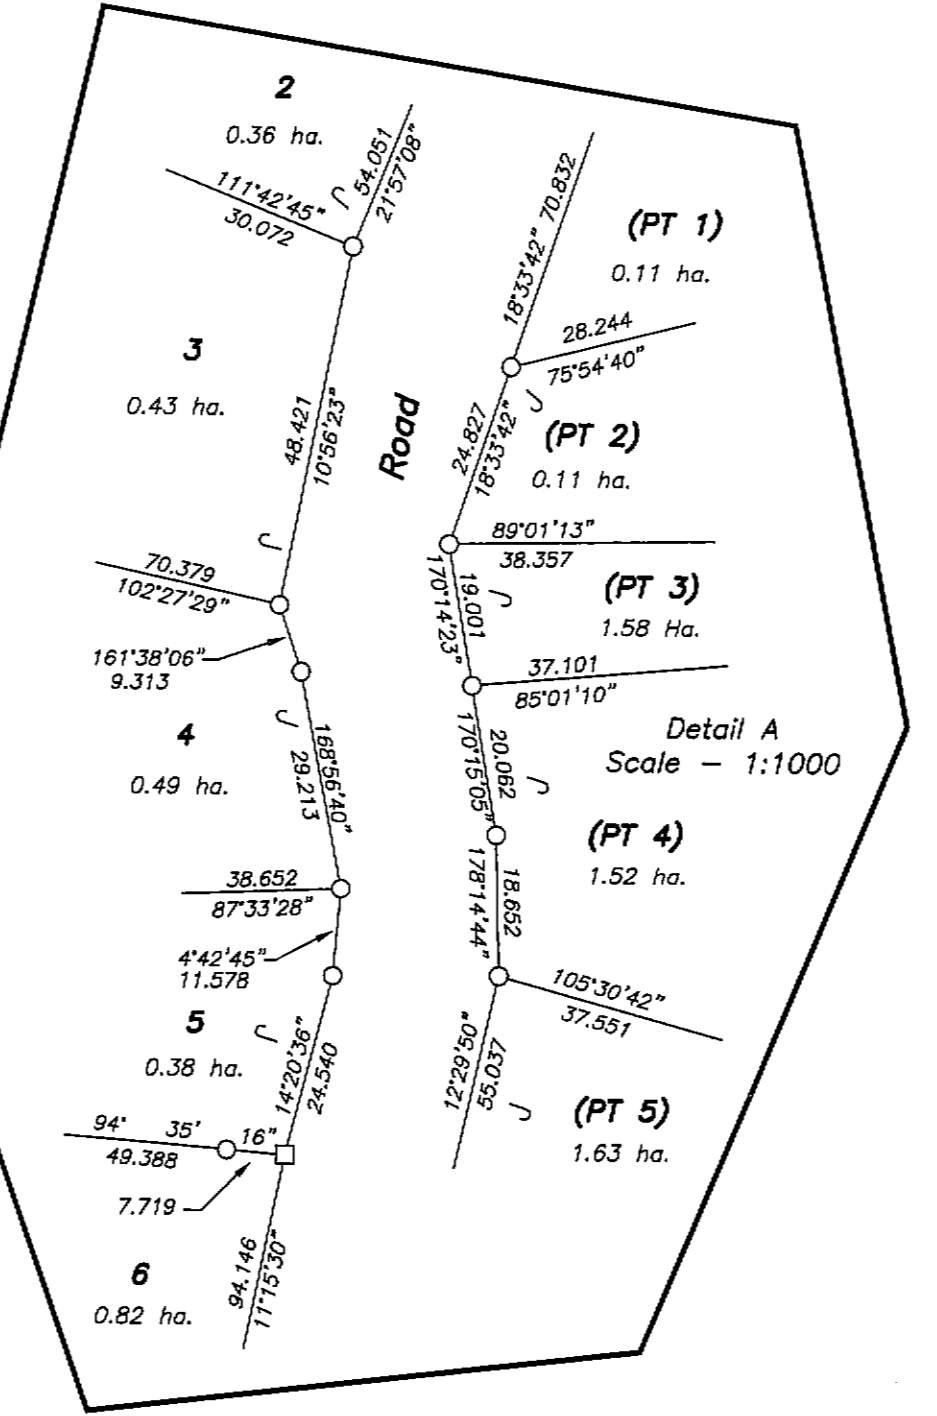 2
0.36 ha.
54.051
21°57'08"
111°42'45"
30.072
18°33'42" 70.832
(PT 1)
0.11 ha.
28.244
75°54'40"
3
0.43 ha.
48.421
10°56'23"
Road
24.827
18°33'42"
(PT 2)
0.11 ha.
89°01'13"
38.357
70.379
102°27'29"
170°14'23"
19.001
(PT 3)
1.58 Ha.
161°38'06"
9.313
37.101
85°01'10"
4
0.49 ha.
168°56'40"
29.213
170°15'05"
20.062
Detail A
Scale – 1:1000
(PT 4)
1.52 ha.
38.652
87°33'28"
178°14'44"
18.652
4°42'45"
11.578
105°30'42"
37.551
5
0.38 ha.
14°20'36"
24.540
12°29'50"
55.037
(PT 5)
1.63 ha.
94° 35' 16"
49.388
7.719
6
0.82 ha.
94.146
11°15'30"